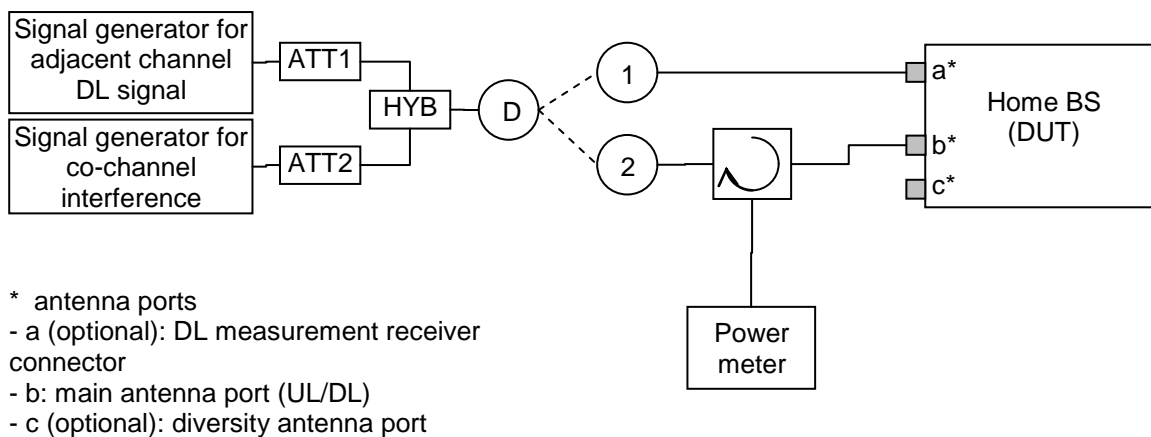 Signal generator for
adjacent channel
DL signal
ATT1
Signal generator for
co-channel
interference
ATT2
HYB
D
1
2
Power
meter
Home BS
(DUT)
a*
b*
c*
* antenna ports
- a (optional): DL measurement receiver
connector
- b: main antenna port (UL/DL)
- c (optional): diversity antenna port